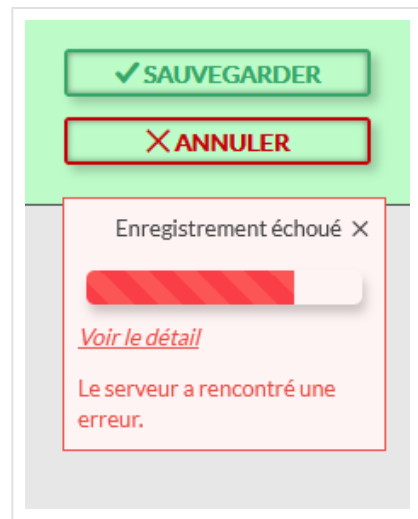 SAUVEGARDER
ANNULER
Enregistrement échoué
Voir le détail
Le serveur a rencontré une
erreur.